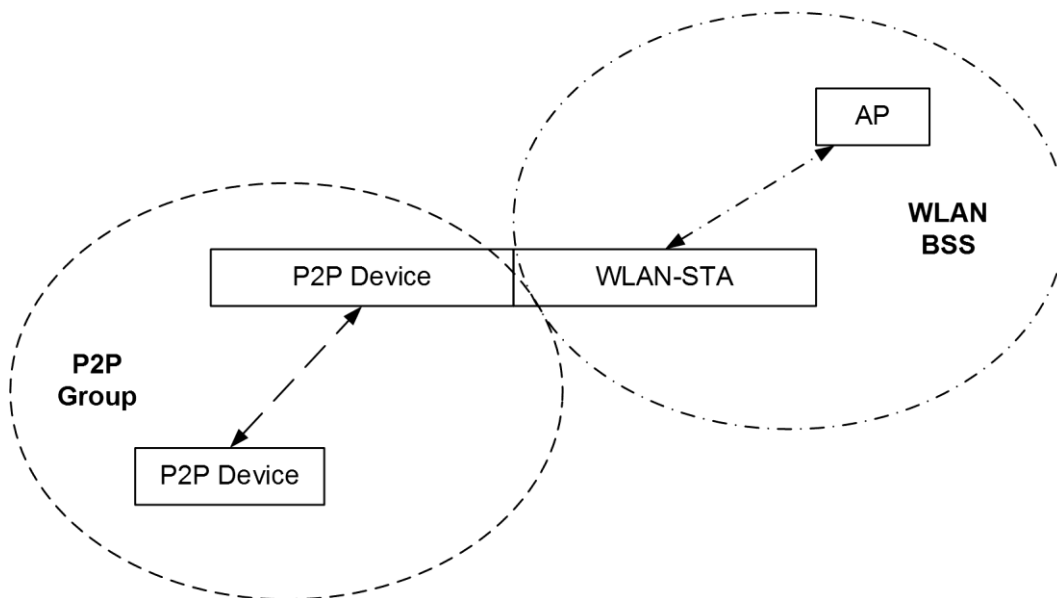 AP
WLAN
BSS
P2P Device
WLAN-STA
P2P
Group
P2P Device